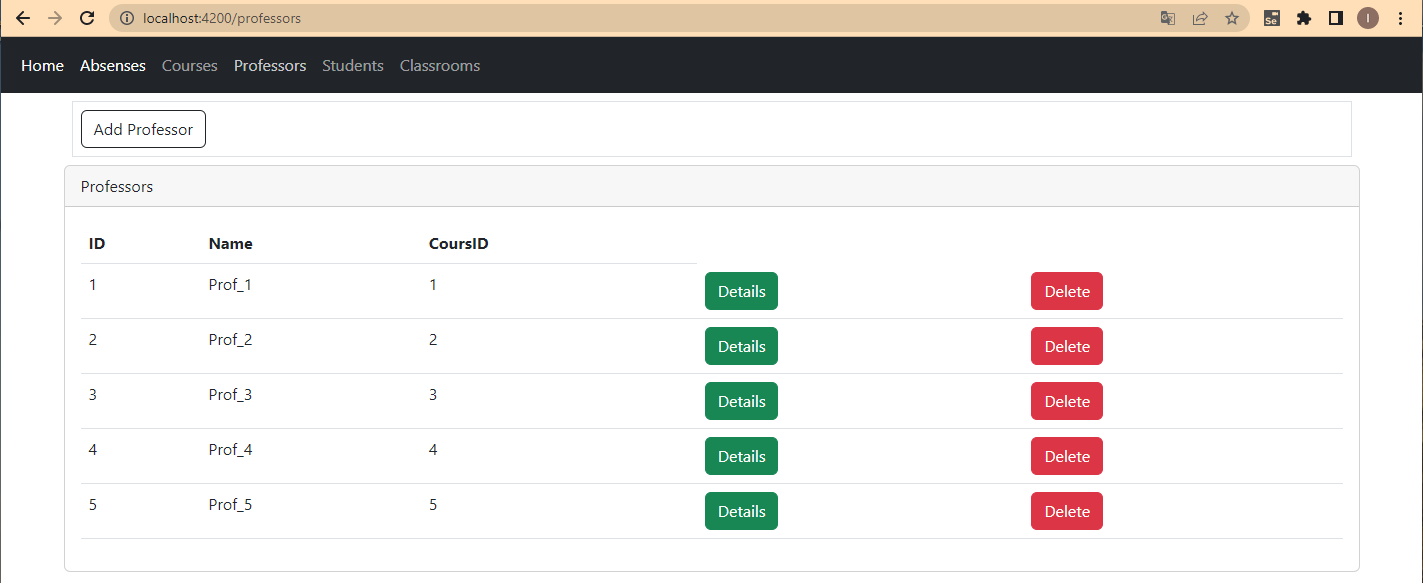 localhost:4200/professors
Se
I
Home Absenses Courses Professors Students Classrooms
Add Professor
Professors
ID Name CoursID
1 Prof_1 1 Details Delete
2 Prof_2 2 Details Delete
3 Prof_3 3 Details Delete
4 Prof_4 4 Details Delete
5 Prof_5 5 Details Delete